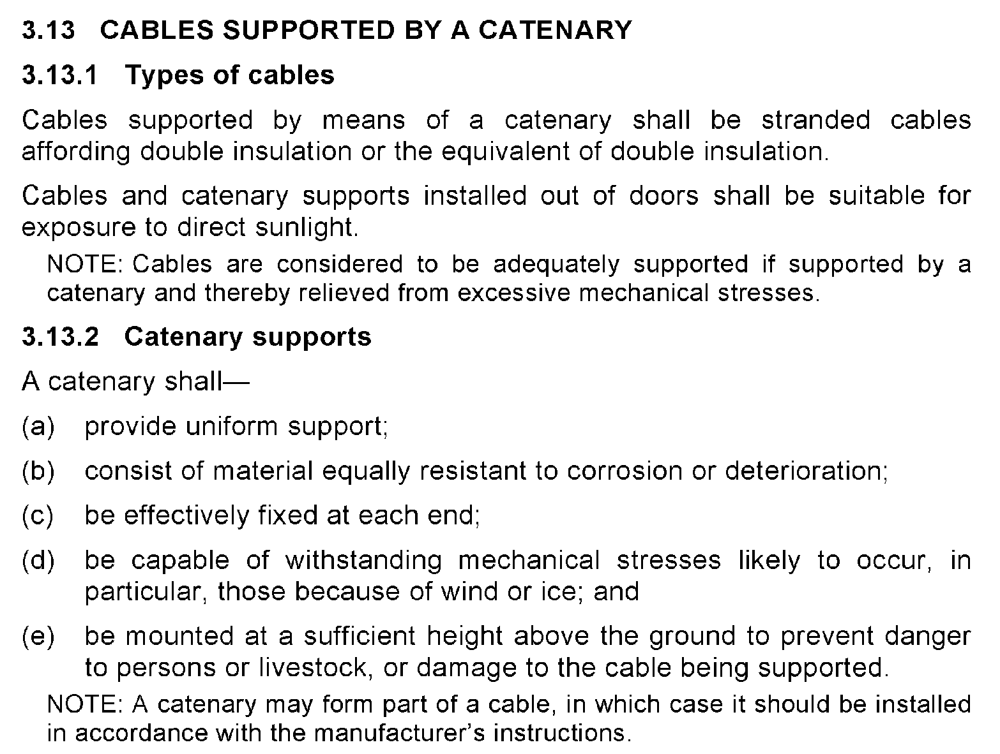 3.13 CABLES SUPPORTED BY A CATENARY
3.13.1 Types of cables
Cables supported by means of a catenary shall be stranded cables
affording double insulation or the equivalent of double insulation.
Cables and catenary supports installed out of doors shall be suitable for
exposure to direct sunlight.
NOTE: Cables are considered to be adequately supported if supported by a
catenary and thereby relieved from excessive mechanical stresses.
3.13.2 Catenary supports
A catenary shall—
(a) provide uniform support;
(b) consist of material equally resistant to corrosion or deterioration;
(c) be effectively fixed at each end;
(d) be capable of withstanding mechanical stresses likely to occur, in
particular, those because of wind or ice; and
(e) be mounted at a sufficient height above the ground to prevent danger
to persons or livestock, or damage to the cable being supported.
NOTE: A catenary may form part of a cable, in which case it should be installed
in accordance with the manufacturer’s instructions.